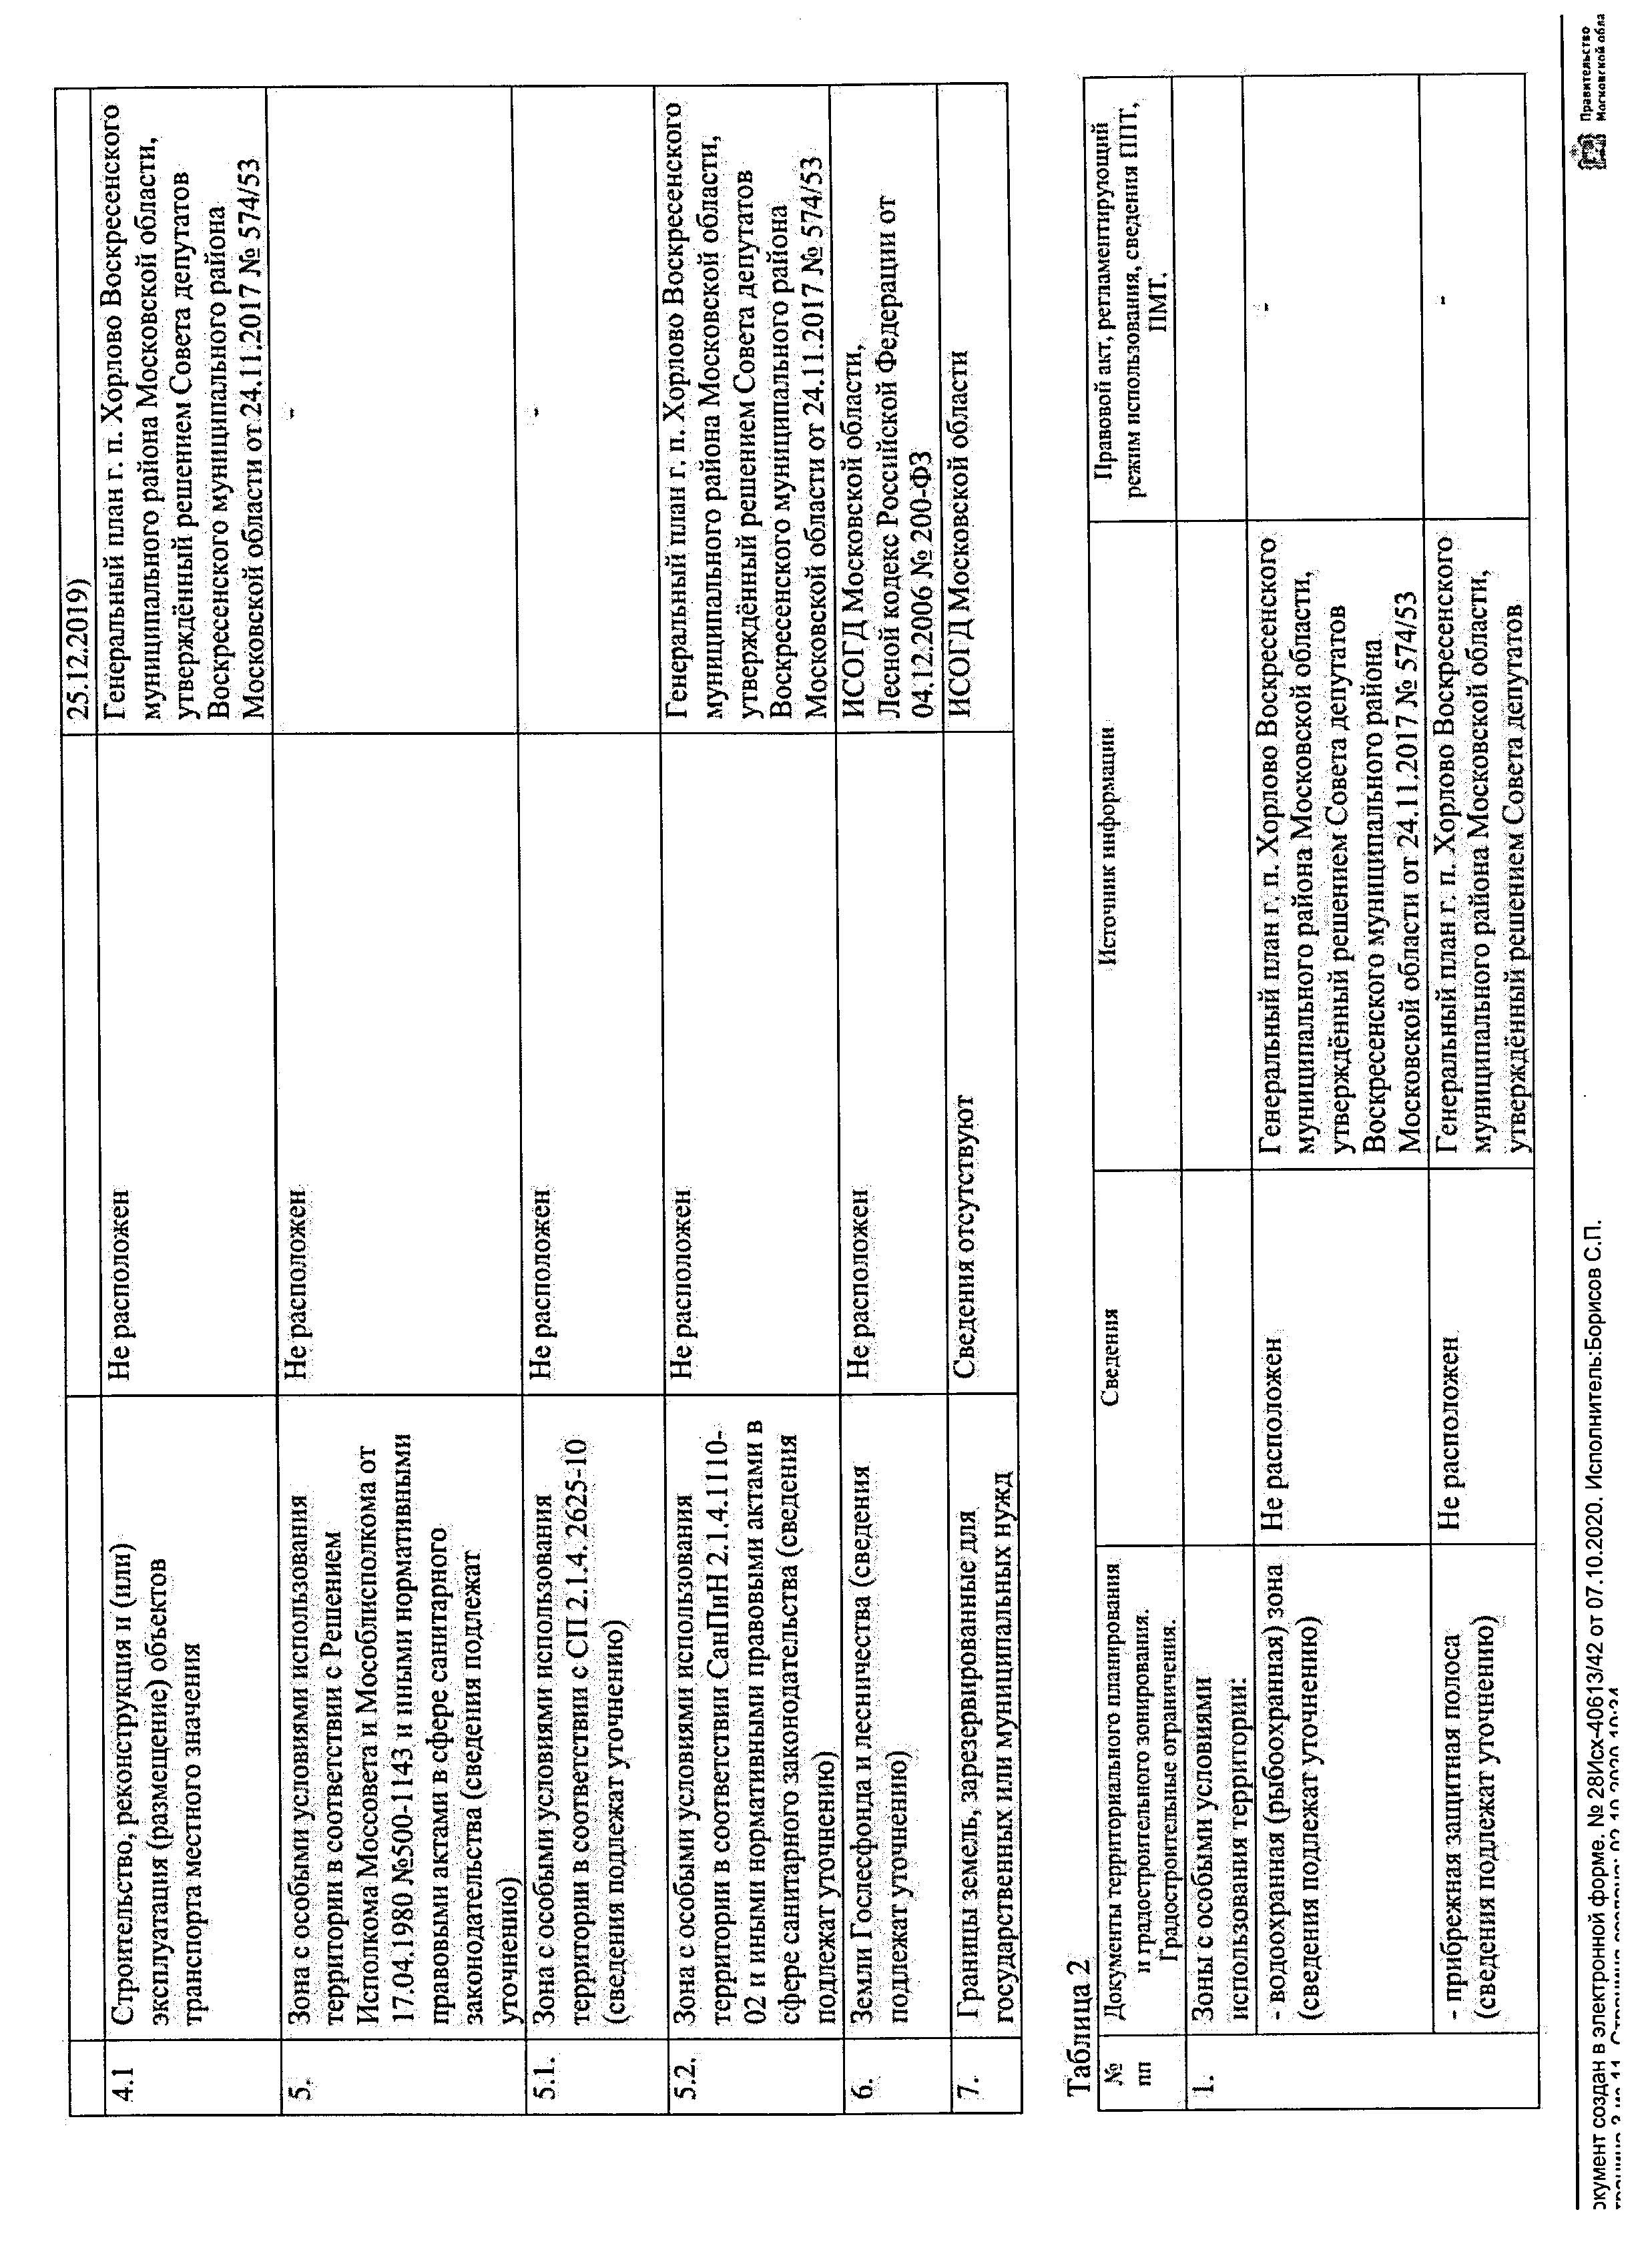 25.12.2019)
4.1
Строительство, реконструкция и (или)
эксплуатация (размещение) объектов
транспорта местного значения
Не расположен
Генеральный план г. п. Хорлово Воскресенского
муниципального района Московской области,
утверждённый решением Совета депутатов
Воскресенского муниципального района
Московской области от 24.11.2017 № 574/53
5.
Зона с особыми условиями использования
территории в соответствии с Решением
Исполкома Моссовета и Мособлисполкома от
17.04.1980 №500-1143 и иными нормативными
правовыми актами в сфере санитарного
законодательства (сведения подлежат
уточнению)
Не расположен
-
5.1.
Зона с особыми условиями использования
территории в соответствии с СП 2.1.4.2625-10
(сведения подлежат уточнению)
Не расположен
-
5.2.
Зона с особыми условиями использования
территории в соответствии СанПиН 2.1.4.1110-
02 и иными нормативными правовыми актами в
сфере санитарного законодательства (сведения
подлежат уточнению)
Не расположен
Генеральный план г. п. Хорлово Воскресенского
муниципального района Московской области,
утверждённый решением Совета депутатов
Воскресенского муниципального района
Московской области от 24.11.2017 № 574/53
6.
Земли Гослесфонда и лесничества (сведения
подлежат уточнению)
Не расположен
ИСОГД Московской области,
Лесной кодекс Российской Федерации от
04.12.2006 № 200-ФЗ
7.
Границы земель, зарезервированные для
государственных или муниципальных нужд
Сведения отсутствуют
ИСОГД Московской области
Таблица 2
№
пп
Документы территориального планирования
и градостроительного зонирования.
Градостроительные ограничения.
Сведения
Источник информации
Правовой акт, регламентирующий
режим использования, сведения ППТ,
ПМТ.
1.
Зоны с особыми условиями
использования территории:
- водоохранная (рыбоохранная) зона
(сведения подлежат уточнению)
Не расположен
Генеральный план г. п. Хорлово Воскресенского
муниципального района Московской области,
утверждённый решением Совета депутатов
Воскресенского муниципального района
Московской области от 24.11.2017 № 574/53
-
- прибрежная защитная полоса
(сведения подлежат уточнению)
Не расположен
Генеральный план г. п. Хорлово Воскресенского
муниципального района Московской области,
утверждённый решением Совета депутатов
-
окумент создан в электронной форме. № 28Исх-40613/42 от 07.10.2020. Исполнитель:Борисов С.П.
Правительство
Московской обла